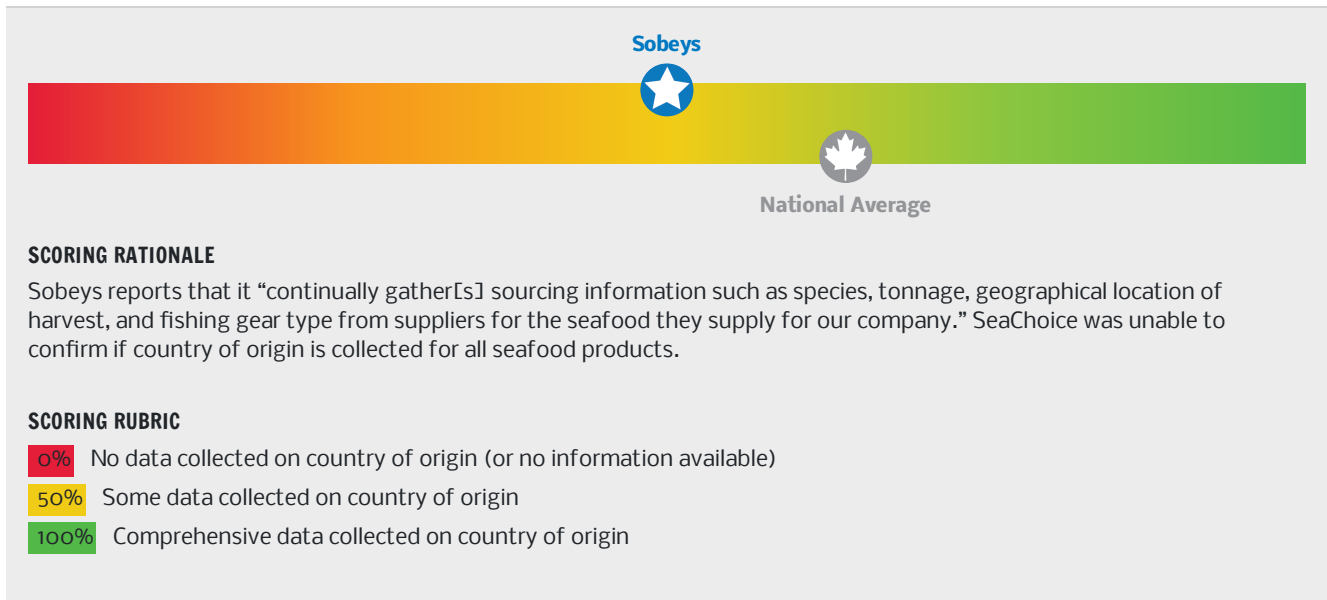 Sobeys
National Average
SCORING RATIONALE
Sobeys reports that it “continually gather[s] sourcing information such as species, tonnage, geographical location of
harvest, and fishing gear type from suppliers for the seafood they supply for our company.” SeaChoice was unable to
confirm if country of origin is collected for all seafood products.
SCORING RUBRIC
0% No data collected on country of origin (or no information available)
50% Some data collected on country of origin
100% Comprehensive data collected on country of origin